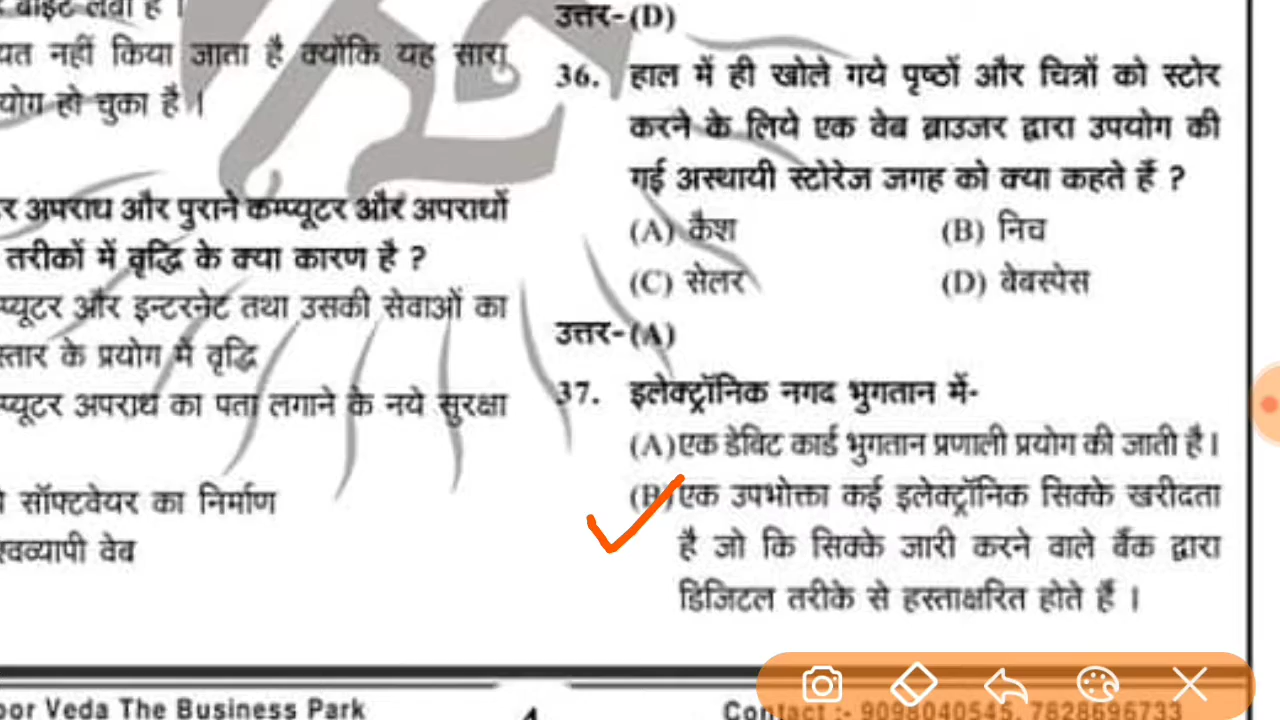 बाइट लंबा है ।
यत नहीं किया जाता है क्योंकि यह सारा
योग हो चुका है ।
र अपराध और पुराने कम्प्यूटर और अपराधों
तरीकों में वृद्धि के क्या कारण है ?
म्प्यूटर और इन्टरनेट तथा उसकी सेवाओं का
स्तार के प्रयोग में वृद्धि
म्प्यूटर अपराध का पता लगाने के नये सुरक्षा
सॉफ्टवेयर का निर्माण
श्वव्यापी वेब
उत्तर-(D)
36. हाल में ही खोले गये पृष्ठों और चित्रों को स्टोर
करने के लिये एक वेब ब्राउजर द्वारा उपयोग की
गई अस्थायी स्टोरेज जगह को क्या कहते हैं ?
(A) कैश (B) निच
(C) सेलर (D) वेबस्पेस
उत्तर-(A)
37. इलेक्ट्रॉनिक नगद भुगतान में-
(A) एक डेबिट कार्ड भुगतान प्रणाली प्रयोग की जाती है ।
(B) एक उपभोक्ता कई इलेक्ट्रॉनिक सिक्के खरीदता
है जो कि सिक्के जारी करने वाले बैंक द्वारा
डिजिटल तरीके से हस्ताक्षरित होते हैं ।
oor Veda The Business Park 4 Contact :- 9098040545, 7828696733